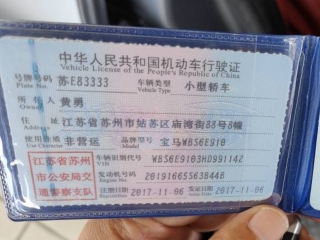 中华人民共和国机动车行驶证
Vehicle License of the People's Republic of China
号牌号码 苏E83333 车辆类型 小型轿车
Plate No. Vehicle Type
所有人 黄勇
Owner
住址 江苏省苏州市姑苏区庙湾街88号8幢
Address
使用性质 非营运 品牌型号 宝马WBS6E910
Use Character Model
江苏省苏州市公安局交通警察支队
车辆识别代号 WBS6E9103HD99114Z
VIN
发动机号码 20191665S63B44B
Engine No.
注册日期 2017-11-06 发证日期 2017-11-06
Register Date Issue Date